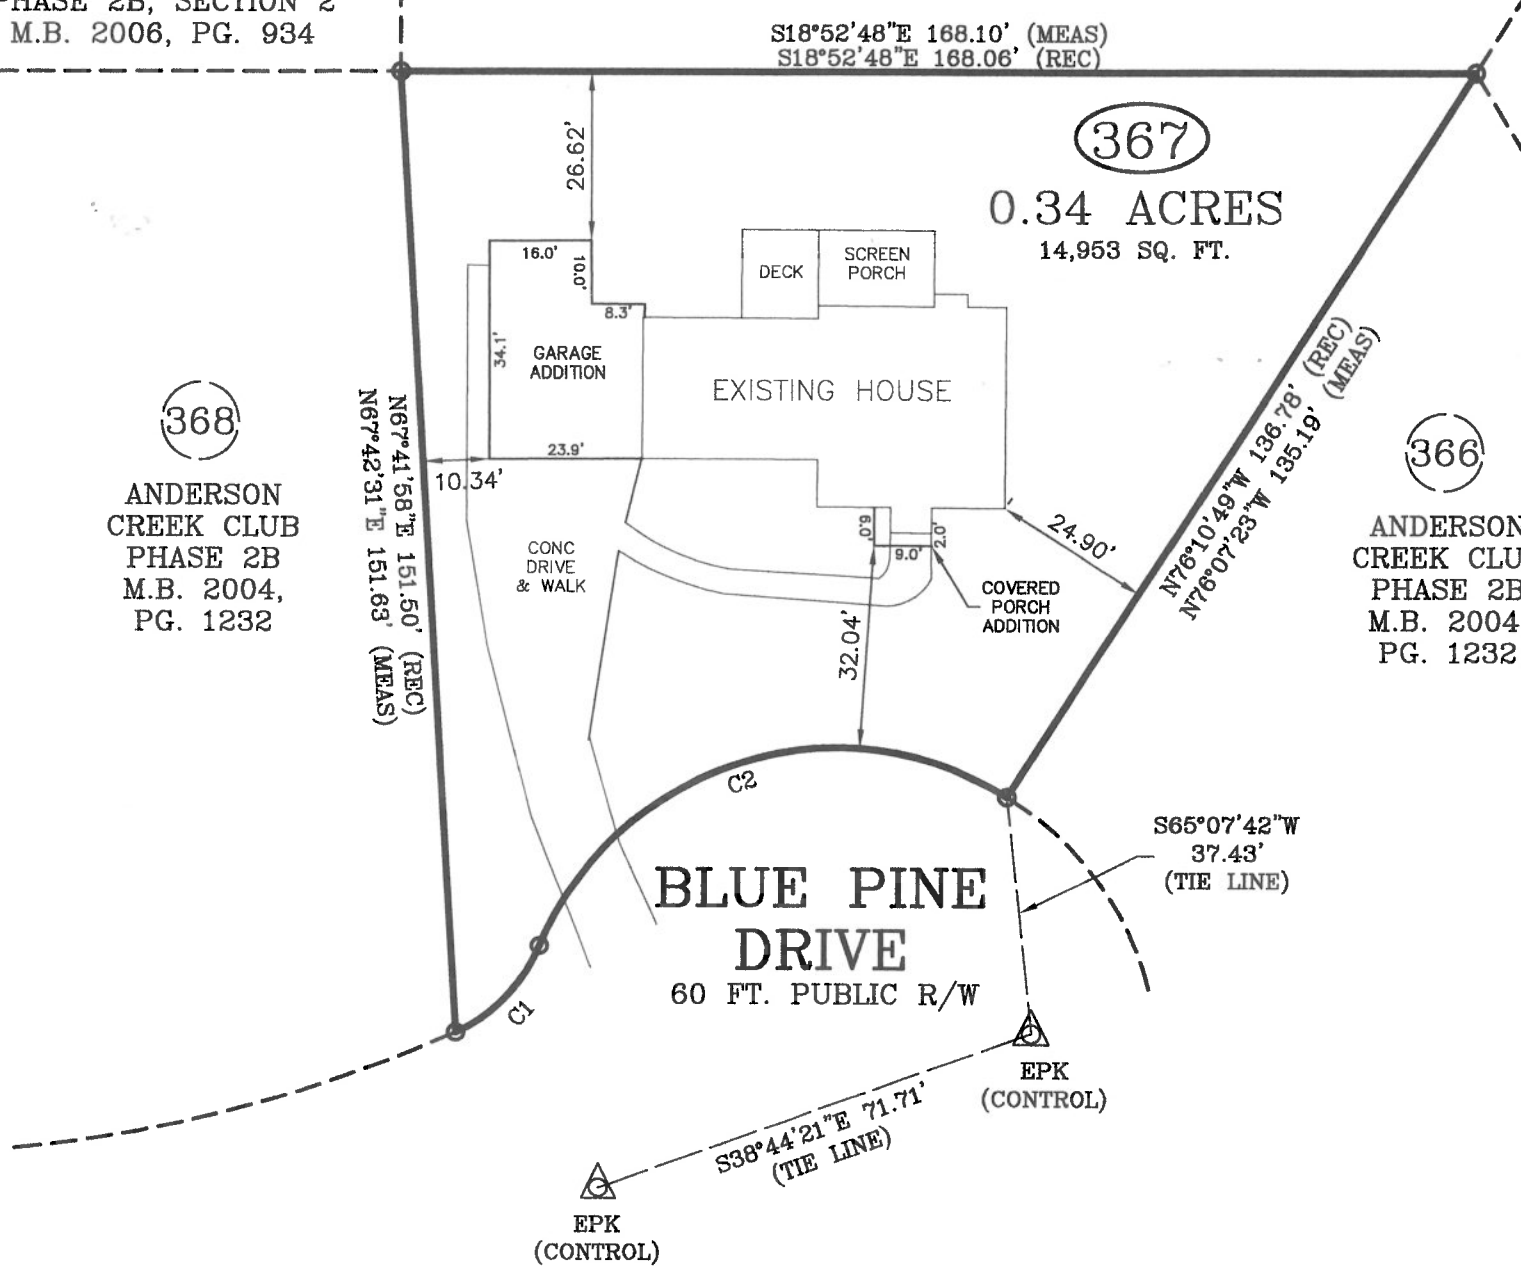 PHASE 2B, SECTION 2
M.B. 2006, PG. 934
S18°52'48"E 168.10' (MEAS)
S18°52'48"E 168.06' (REC)
367
0.34 ACRES
14,953 SQ. FT.
26.62'
16.0'
10.0'
8.3'
34.1'
GARAGE
ADDITION
23.9'
DECK
SCREEN
PORCH
EXISTING HOUSE
368
ANDERSON
CREEK CLUB
PHASE 2B
M.B. 2004,
PG. 1232
N67°41'58"E 151.50' (REC)
N67°42'31"E 151.63' (MEAS)
10.34'
CONC
DRIVE
& WALK
6.0'
9.0'
2.0'
24.90'
COVERED
PORCH
ADDITION
32.04'
N76°10'49"W 136.78' (REC)
N76°07'23"W 135.19' (MEAS)
366
ANDERSON
CREEK CLU
PHASE 2B
M.B. 2004
PG. 1232
C2
C1
BLUE PINE
DRIVE
60 FT. PUBLIC R/W
S65°07'42"W
37.43'
(TIE LINE)
EPK
(CONTROL)
S38°44'21"E 71.71'
(TIE LINE)
EPK
(CONTROL)